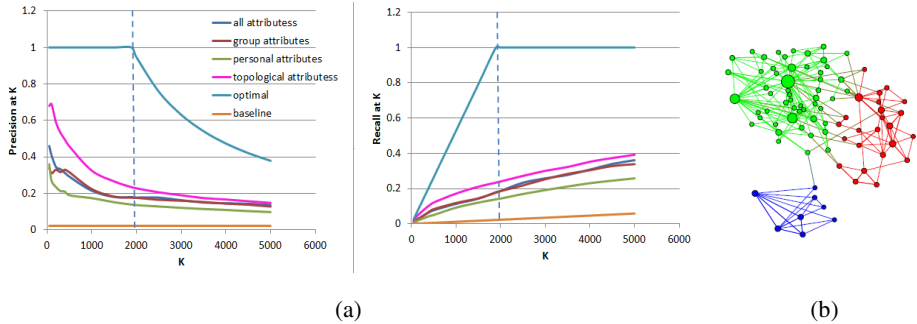 1.2
1
0.8
0.6
0.4
0.2
0
0 1000 2000 3000 4000 5000 6000
Precision at K
K
all attributess
group attributes
personal attributes
topological attributess
optimal
baseline
1.2
1
0.8
0.6
0.4
0.2
0
0 1000 2000 3000 4000 5000 6000
Recall at K
K
(a)
(b)